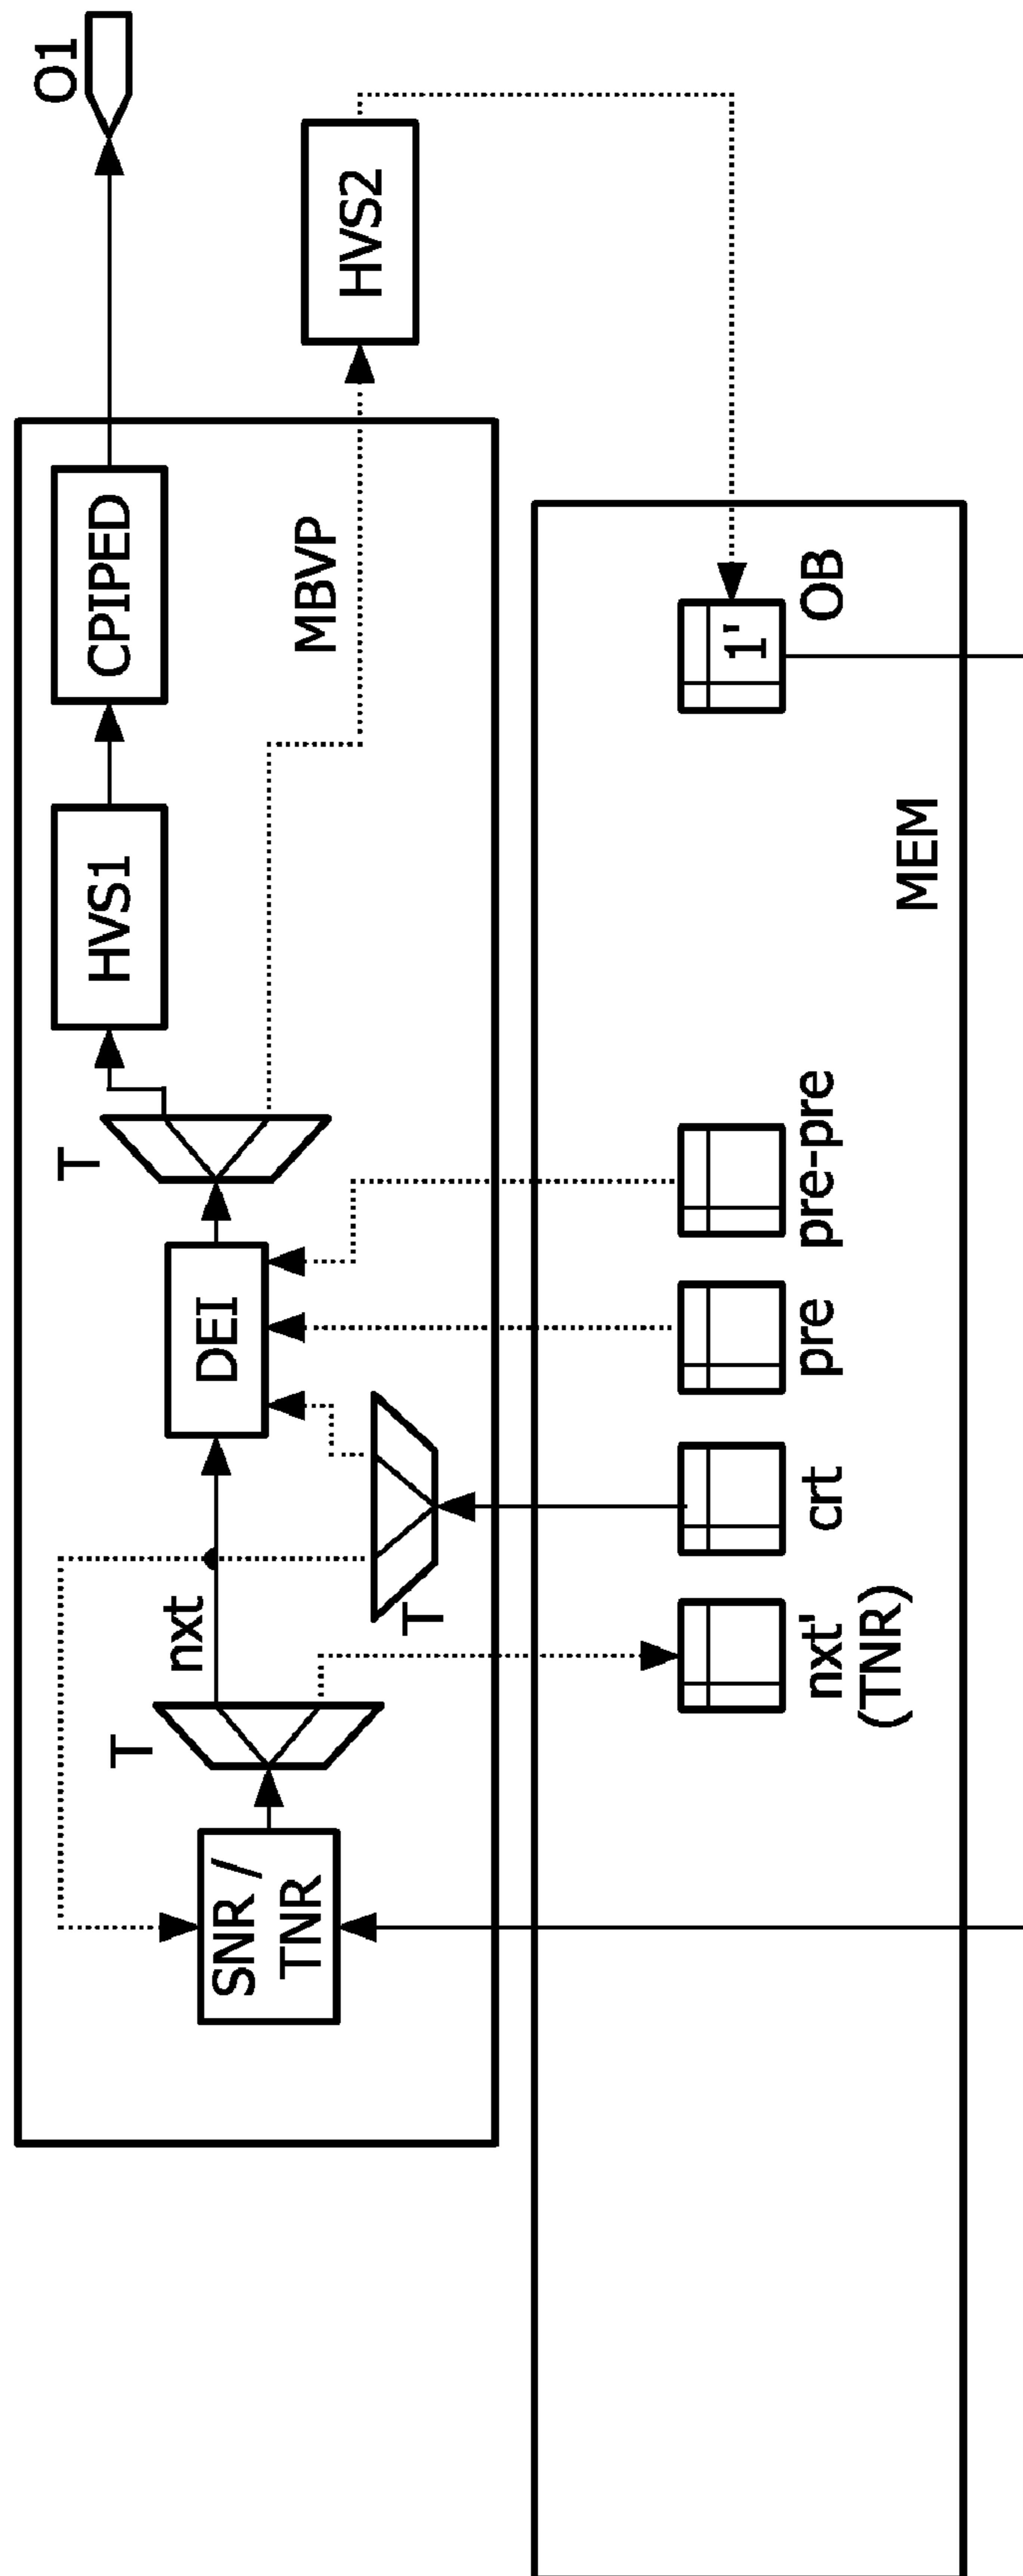 O1
CPIPED
HVS1
HVS2
MBVP
T
DEI
nxt
T
SNR /
TNR
T
1'
OB
MEM
pre-pre
pre
crt
nxt'
(TNR)